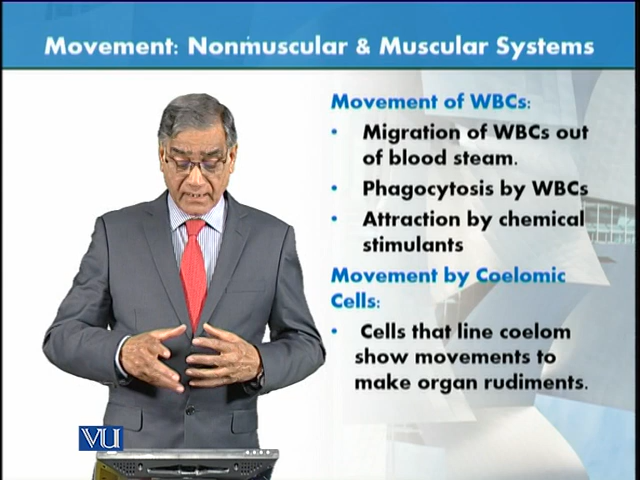 Movement: Nonmuscular & Muscular Systems
Movement of WBCs:
• Migration of WBCs out
of blood steam.
• Phagocytosis by WBCs
• Attraction by chemical
stimulants
Movement by Coelomic
Cells:
• Cells that line coelom
show movements to
make organ rudiments.
VU